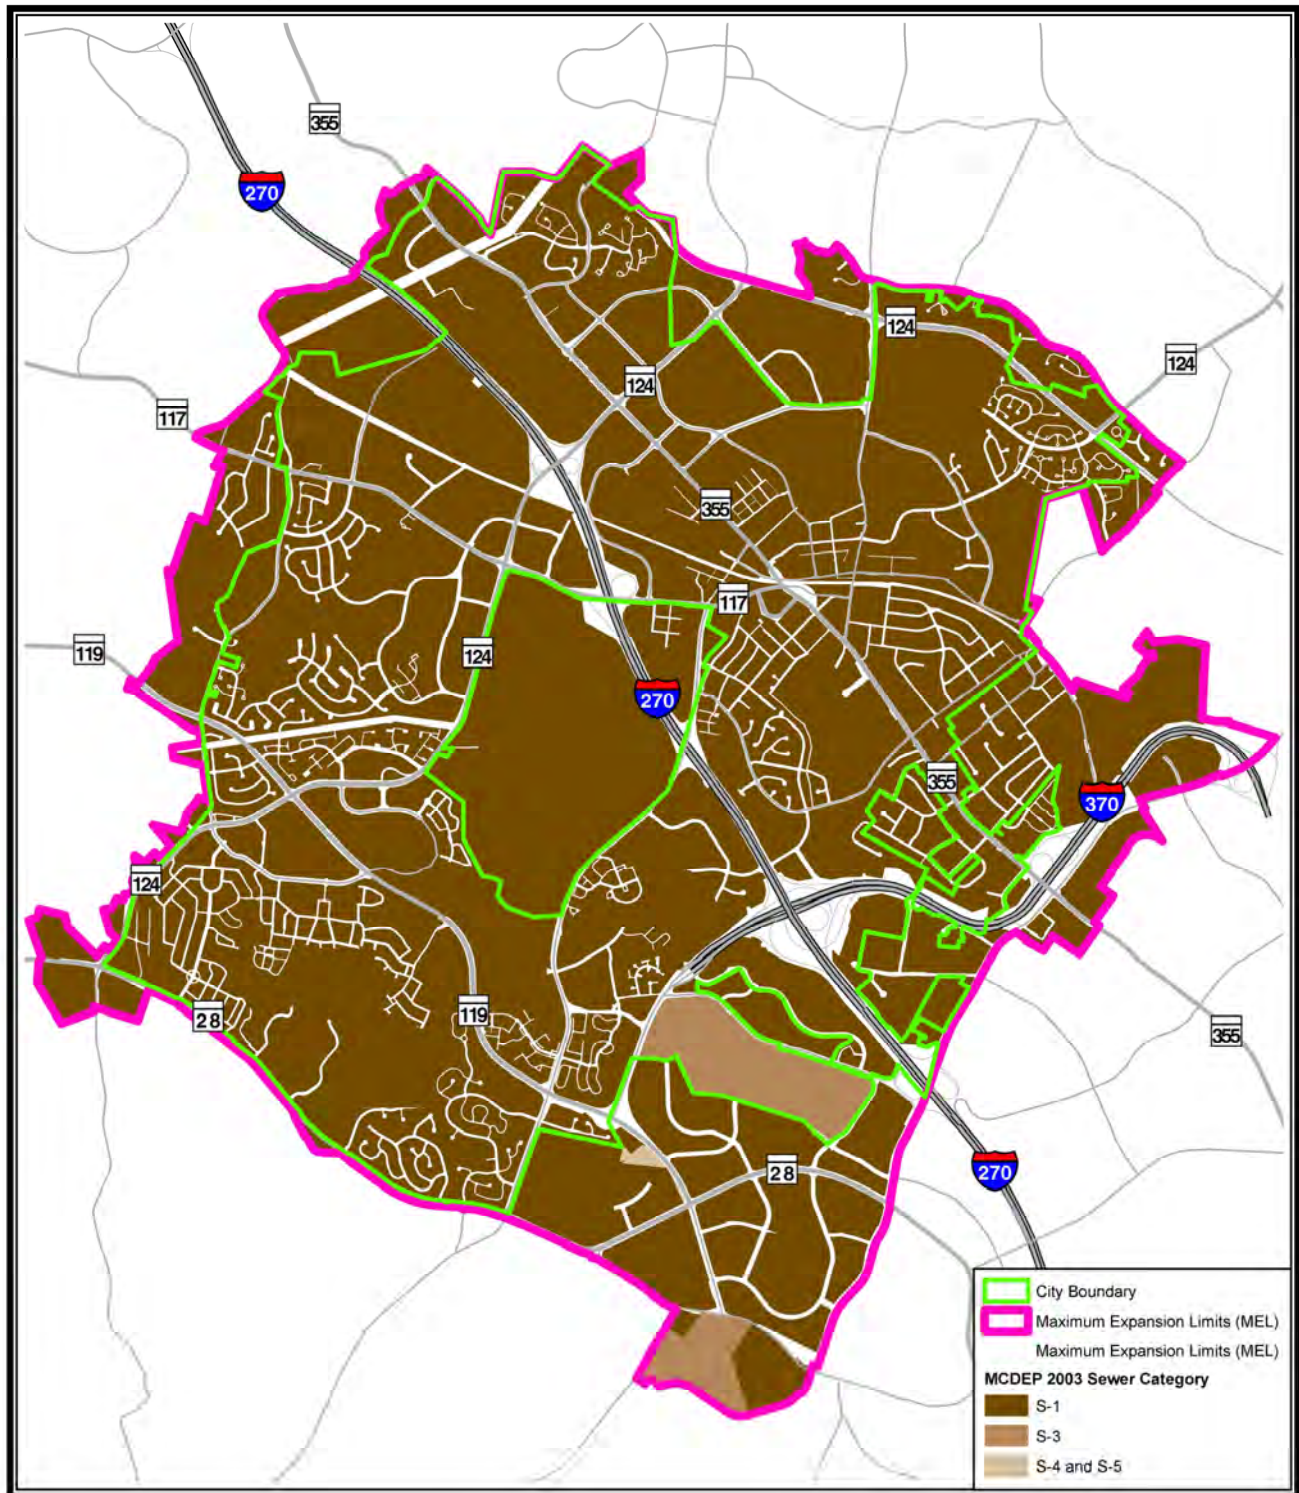 355
270
124
124
124
117
355
117
119
124
270
355
370
124
28
119
355
28
270
City Boundary
Maximum Expansion Limits (MEL)
Maximum Expansion Limits (MEL)
MCDEP 2003 Sewer Category
S-1
S-3
S-4 and S-5